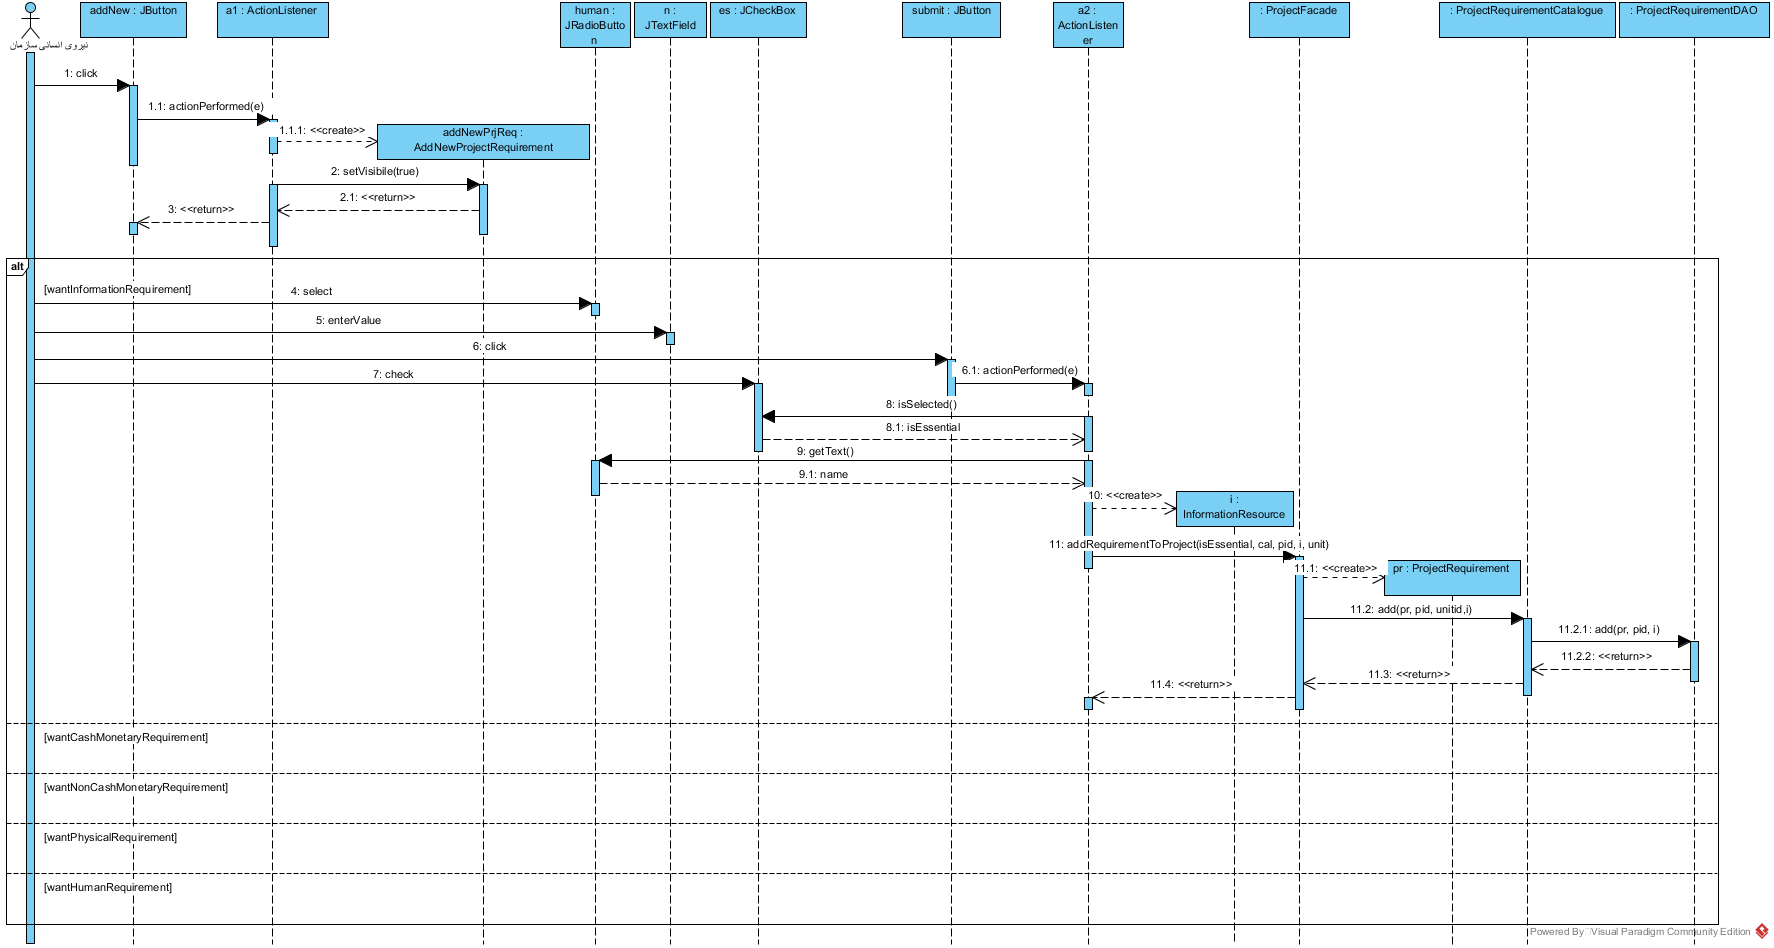 addNew : JButton
a1 : ActionListener
human :
JRadioButto
n
n :
JTextField
es : JCheckBox
submit : JButton
a2 :
ActionListen
er
: ProjectFacade
: ProjectRequirementCatalogue
: ProjectRequirementDAO
نیروی انسانی سازمان
1: click
1.1: actionPerformed(e)
1.1.1: <<create>>
addNewPrjReq :
AddNewProjectRequirement
2: setVisibile(true)
2.1: <<return>>
3: <<return>>
alt
[wantInformationRequirement]
4: select
5: enterValue
6: click
6.1: actionPerformed(e)
7: check
8: isSelected()
8.1: isEssential
9: getText()
9.1: name
10: <<create>>
i :
InformationResource
11: addRequirementToProject(isEssential, cal, pid, i, unit)
11.1: <<create>>
pr : ProjectRequirement
11.2: add(pr, pid, unitid,i)
11.2.1: add(pr, pid, i)
11.2.2: <<return>>
11.3: <<return>>
11.4: <<return>>
[wantCashMonetaryRequirement]
[wantNonCashMonetaryRequirement]
[wantPhysicalRequirement]
[wantHumanRequirement]
Powered By Visual Paradigm Community Edition